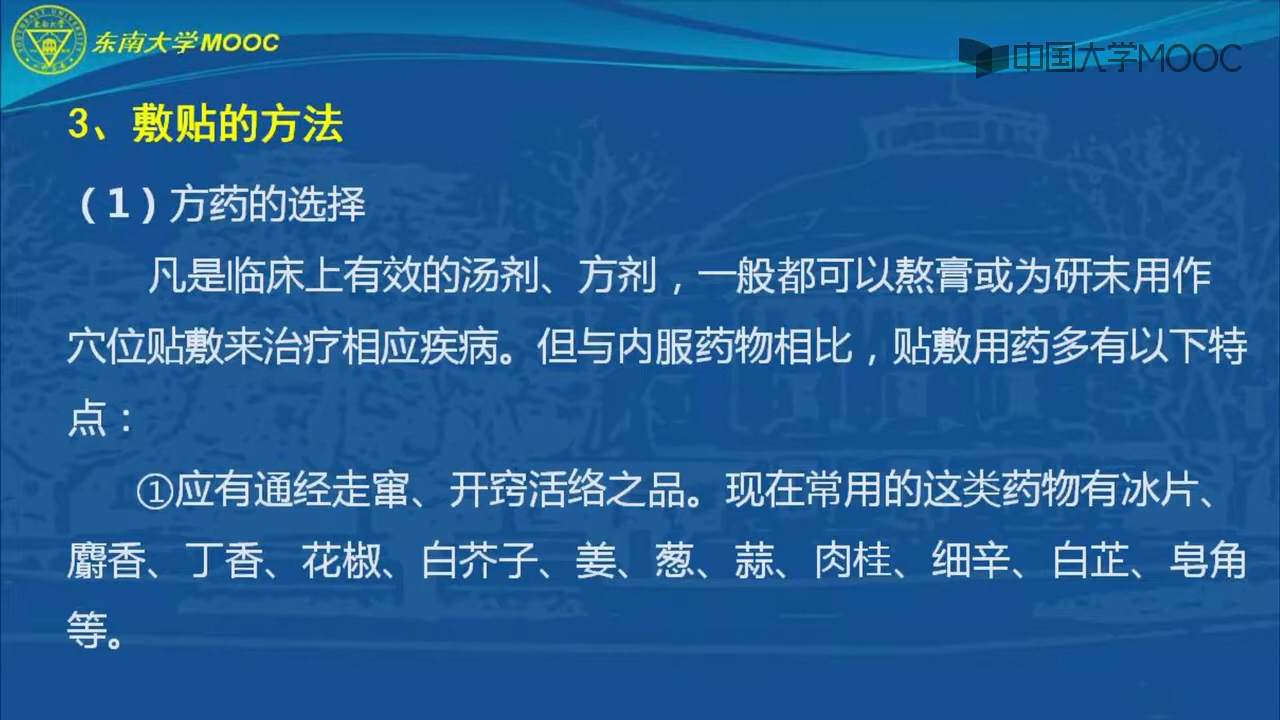 东南大学MOOC
中国大学MOOC
3、敷贴的方法
（1）方药的选择
凡是临床上有效的汤剂、方剂，一般都可以熬膏或为研末用作
穴位贴敷来治疗相应疾病。但与内服药物相比，贴敷用药多有以下特
点：
①应有通经走窜、开窍活络之品。现在常用的这类药物有冰片、
麝香、丁香、花椒、白芥子、姜、葱、蒜、肉桂、细辛、白芷、皂角
等。